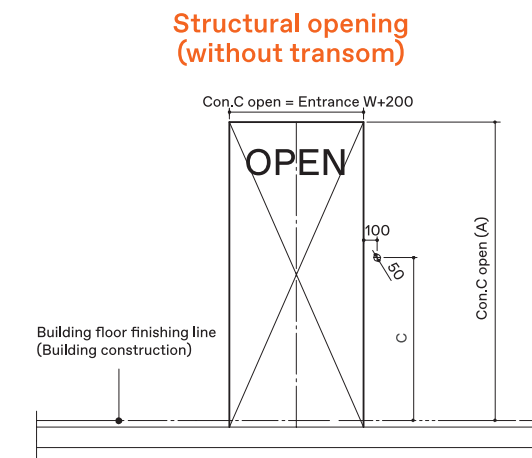 Structural opening
(without transom)
Con.C open = Entrance W+200
OPEN
100
50
C
Con.C open (A)
Building floor finishing line
(Building construction)